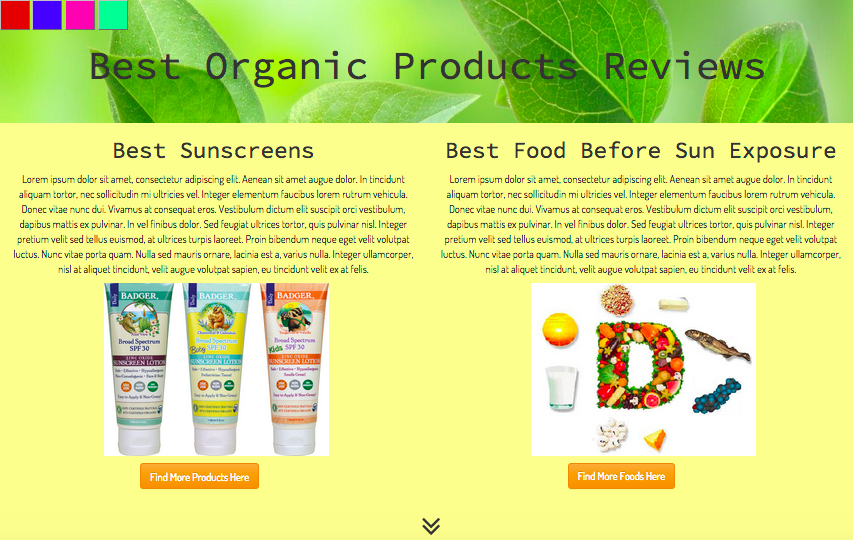 Best Organic Products Reviews
Best Sunscreens
Lorem ipsum dolor sit amet, consectetur adipiscing elit. Aenean sit amet augue dolor. In tincidunt
aliquam tortor, nec sollicitudin mi ultricies vel. Integer elementum faucibus lorem rutrum vehicula.
Donec vitae nunc dui. Vivamus at consequat eros. Vestibulum dictum elit suscipit orci vestibulum,
dapibus mattis ex pulvinar. In vel finibus dolor. Sed feugiat ultrices tortor, quis pulvinar nisl. Integer
pretium velit sed tellus euismod, at ultrices turpis laoreet. Proin bibendum neque eget velit volutpat
luctus. Nunc vitae porta quam. Nulla sed mauris ornare, lacinia est a, varius nulla. Integer ullamcorper,
nisl at aliquet tincidunt, velit augue volutpat sapien, eu tincidunt velit ex at felis.
Daily
BADGER
Broad Spectrum
SPF 30
ZINC OXIDE
SUNSCREEN LOTION
Daily
BADGER
Broad Spectrum
Baby SPF 30
ZINC OXIDE
SUNSCREEN LOTION
Daily
BADGER
Broad Spectrum
Kids SPF 30
ZINC OXIDE
SUNSCREEN LOTION
Find More Products Here
Best Food Before Sun Exposure
Lorem ipsum dolor sit amet, consectetur adipiscing elit. Aenean sit amet augue dolor. In tincidunt
aliquam tortor, nec sollicitudin mi ultricies vel. Integer elementum faucibus lorem rutrum vehicula.
Donec vitae nunc dui. Vivamus at consequat eros. Vestibulum dictum elit suscipit orci vestibulum,
dapibus mattis ex pulvinar. In vel finibus dolor. Sed feugiat ultrices tortor, quis pulvinar nisl. Integer
pretium velit sed tellus euismod, at ultrices turpis laoreet. Proin bibendum neque eget velit volutpat
luctus. Nunc vitae porta quam. Nulla sed mauris ornare, lacinia est a, varius nulla. Integer ullamcorper,
nisl at aliquet tincidunt, velit augue volutpat sapien, eu tincidunt velit ex at felis.
D
Find More Foods Here